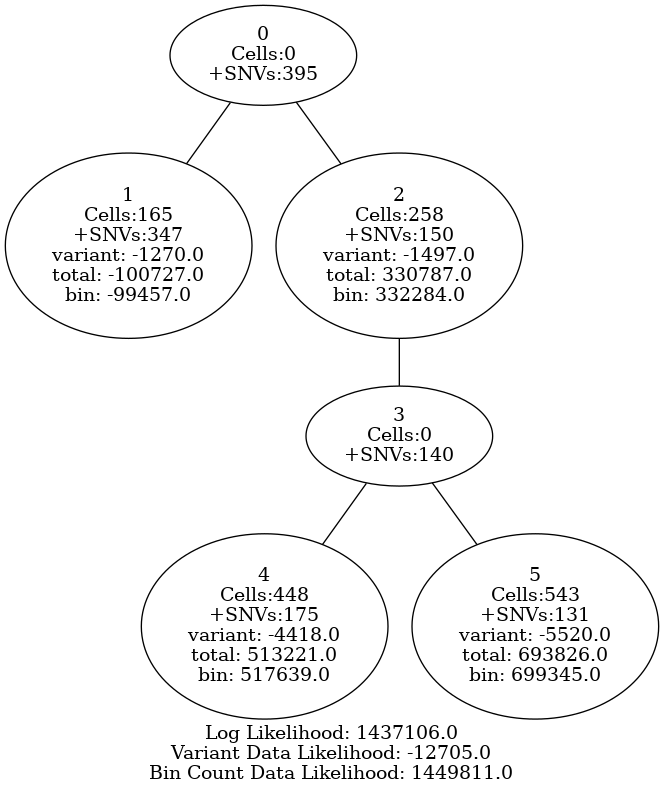 0
Cells:0
+SNVs:395
1
Cells:165
+SNVs:347
variant: -1270.0
total: -100727.0
bin: -99457.0
2
Cells:258
+SNVs:150
variant: -1497.0
total: 330787.0
bin: 332284.0
3
Cells:0
+SNVs:140
4
Cells:448
+SNVs:175
variant: -4418.0
total: 513221.0
bin: 517639.0
5
Cells:543
+SNVs:131
variant: -5520.0
total: 693826.0
bin: 699345.0
Log Likelihood: 1437106.0
Variant Data Likelihood: -12705.0
Bin Count Data Likelihood: 1449811.0